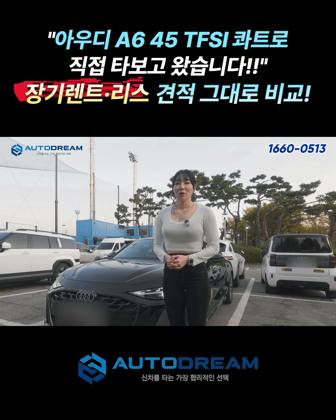 "아우디 A6 45 TFSI 콰트로
직접 타보고 왔습니다!!"
장기렌트·리스 견적 그대로 비교!
AUTODREAM
1660-0513
AUTODREAM
신차를 타는 가장 합리적인 선택